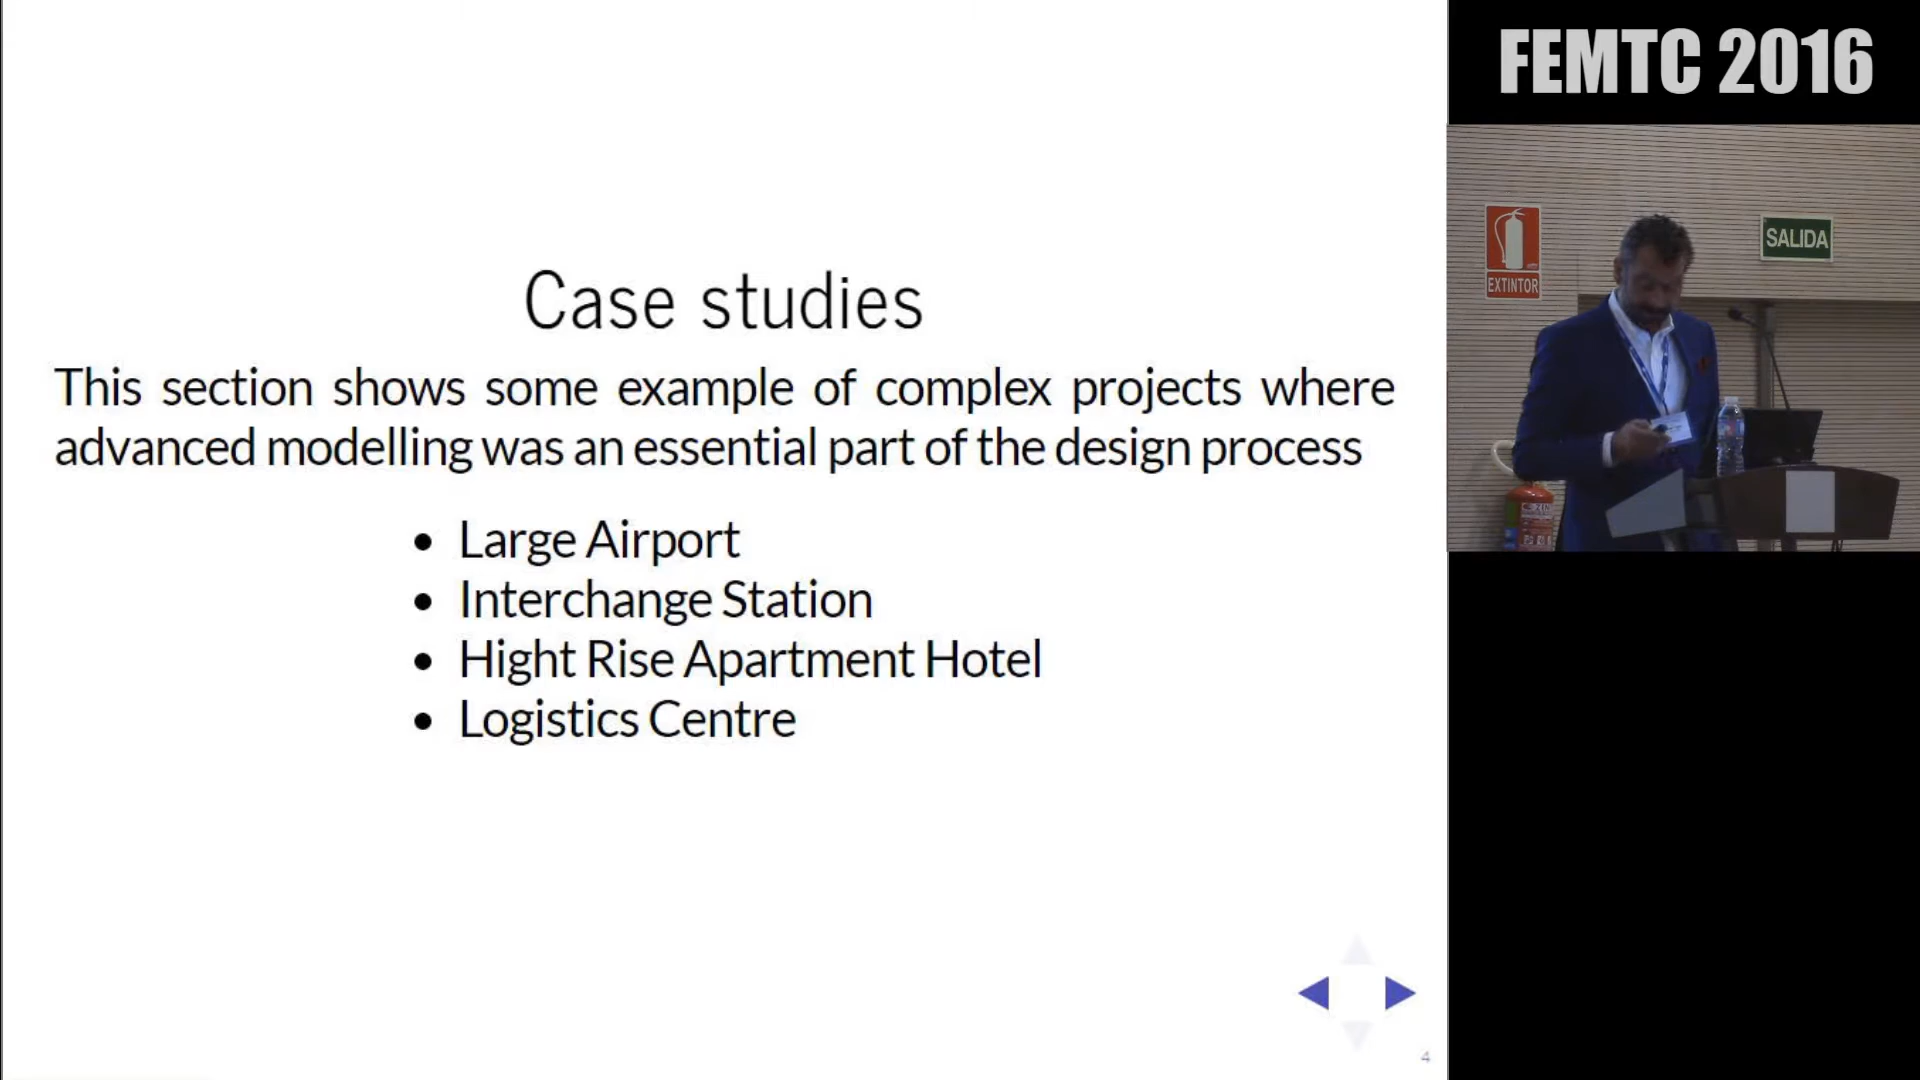 FEMTC 2016
Case studies
This section shows some example of complex projects where
advanced modelling was an essential part of the design process
• Large Airport
• Interchange Station
• Hight Rise Apartment Hotel
• Logistics Centre
4
EXTINTOR
SALIDA